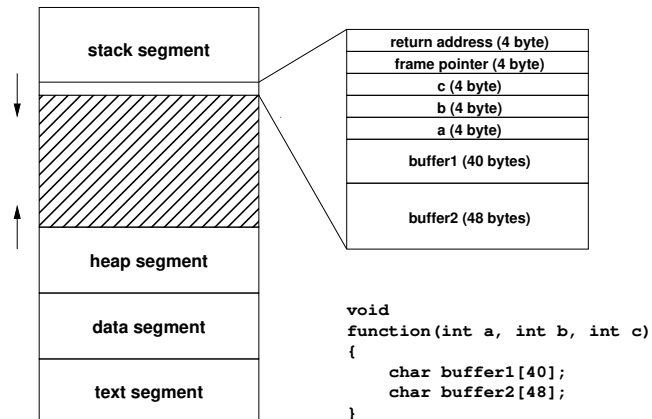 stack segment
heap segment
data segment
text segment
return address (4 byte)
frame pointer (4 byte)
c (4 byte)
b (4 byte)
a (4 byte)
buffer1 (40 bytes)
buffer2 (48 bytes)
void
function(int a, int b, int c)
{
    char buffer1[40];
    char buffer2[48];
}